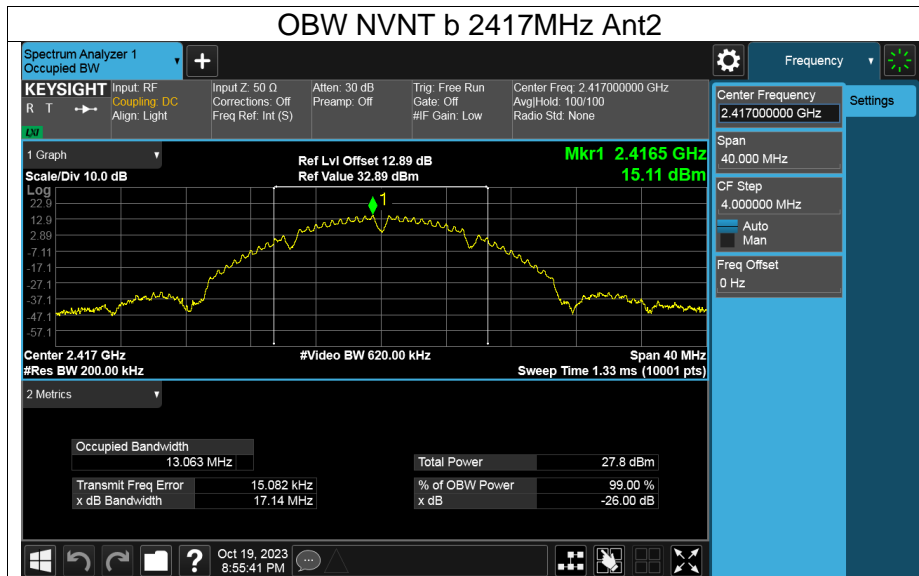 OBW NVNT b 2417MHz Ant2
Spectrum Analyzer 1
Occupied BW
+
Frequency
KEYSIGHT
R T
LXI
Input: RF
Coupling: DC
Align: Light
Input Z: 50 Ω
Corrections: Off
Freq Ref: Int (S)
Atten: 30 dB
Preamp: Off
Trig: Free Run
Gate: Off
#IF Gain: Low
Center Freq: 2.417000000 GHz
Avg|Hold: 100/100
Radio Std: None
Center Frequency
2.417000000 GHz
Settings
Span
40.000 MHz
CF Step
4.000000 MHz
Auto
Man
Freq Offset
0 Hz
1 Graph
Scale/Div 10.0 dB
Ref Lvl Offset 12.89 dB
Ref Value 32.89 dBm
Mkr1 2.4165 GHz
15.11 dBm
Log
22.9
12.9
2.89
-7.11
-17.1
-27.1
-37.1
-47.1
-57.1
1
Center 2.417 GHz
#Res BW 200.00 kHz
#Video BW 620.00 kHz
Span 40 MHz
Sweep Time 1.33 ms (10001 pts)
2 Metrics
Occupied Bandwidth
13.063 MHz
Transmit Freq Error 15.082 kHz
x dB Bandwidth 17.14 MHz
Total Power 27.8 dBm
% of OBW Power 99.00 %
x dB -26.00 dB
?
Oct 19, 2023
8:55:41 PM